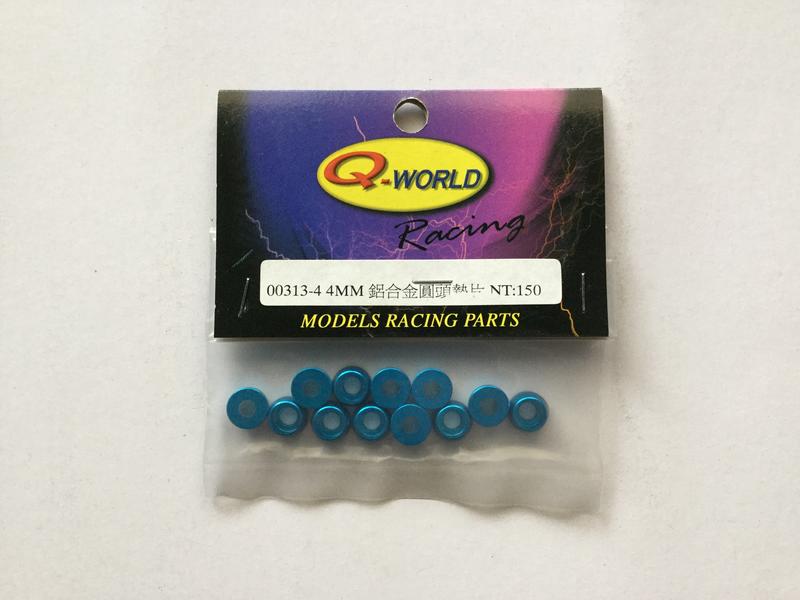 Q-WORLD
Racing
00313-4 4MM 鋁合金圓頭墊片 NT:150
MODELS RACING PARTS